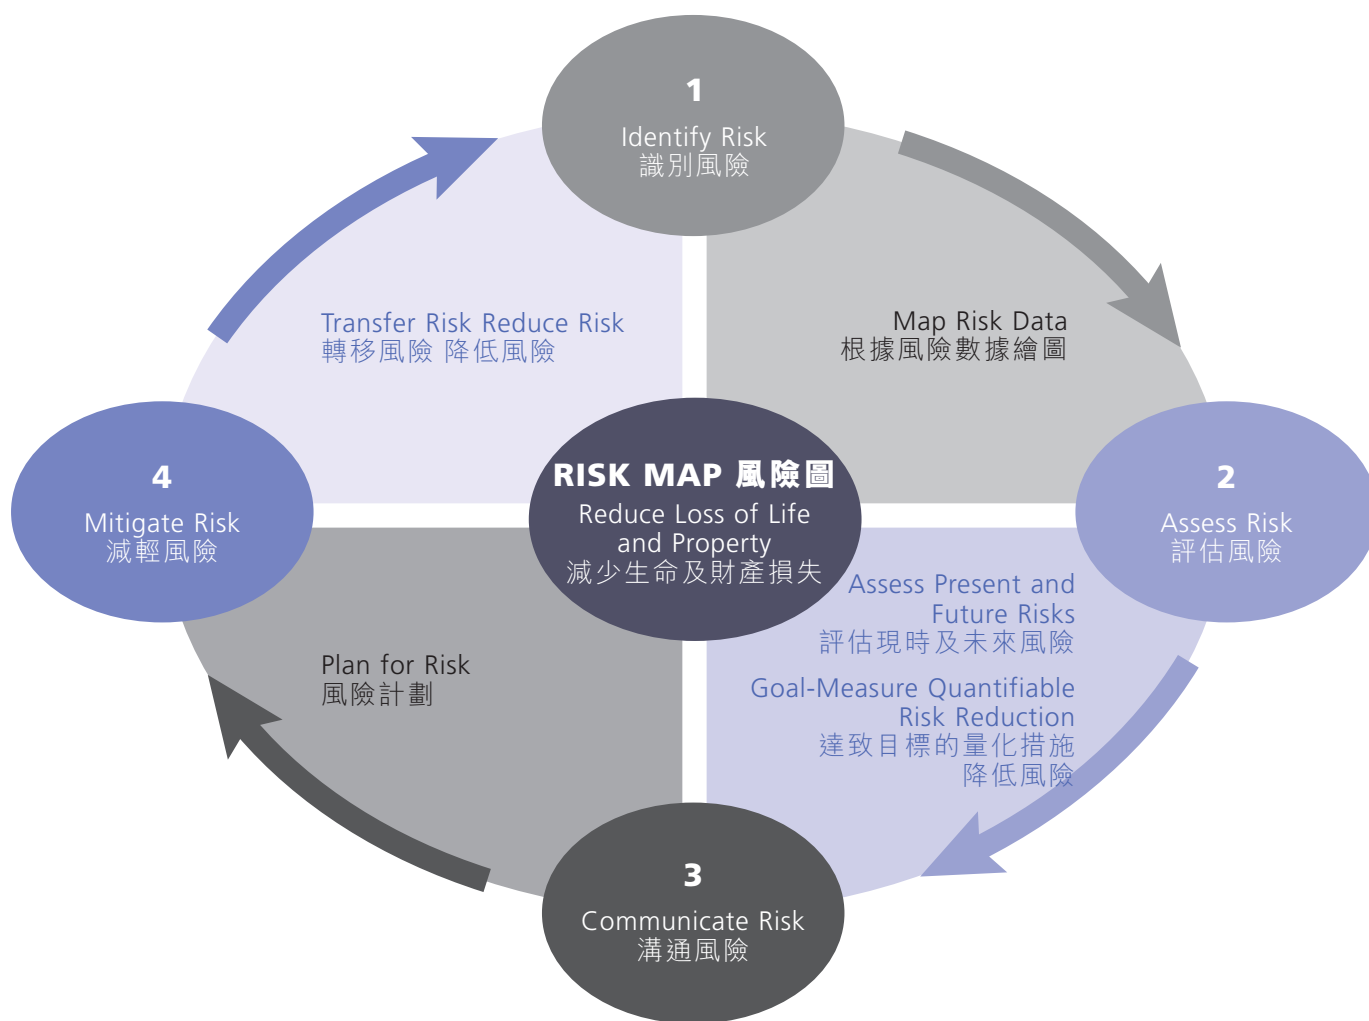 1
Identify Risk
識別風險
Map Risk Data
根據風險數據繪圖
2
Assess Risk
評估風險
Assess Present and
Future Risks
評估現時及未來風險
Goal-Measure Quantifiable
Risk Reduction
達致目標的量化措施
降低風險
3
Communicate Risk
溝通風險
Plan for Risk
風險計劃
4
Mitigate Risk
減輕風險
Transfer Risk Reduce Risk
轉移風險 降低風險
RISK MAP 風險圖
Reduce Loss of Life
and Property
減少生命及財產損失